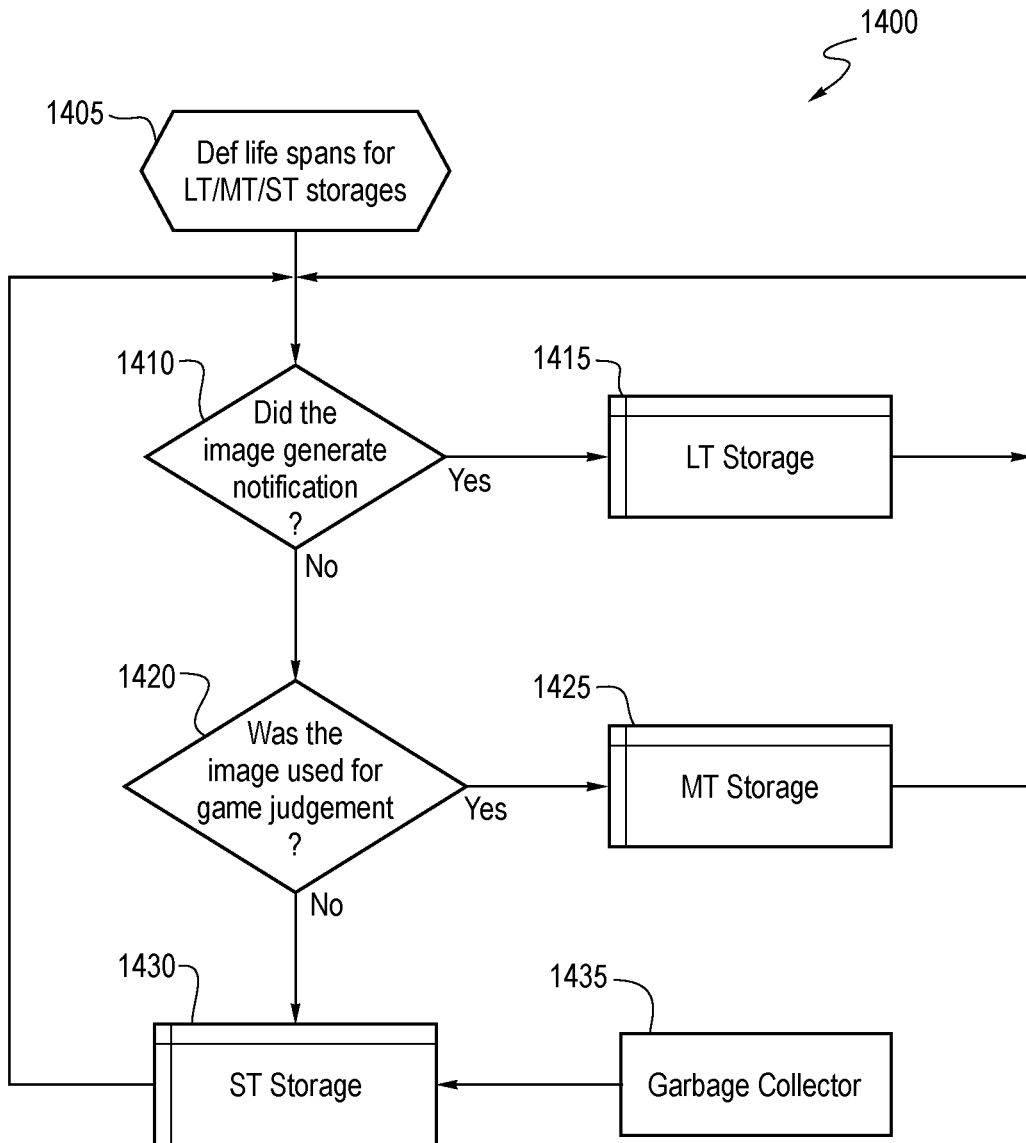 1400
1405
Def life spans for
LT/MT/ST storages
1410
Did the
image generate
notification
?
Yes
No
1415
LT Storage
1420
Was the
image used for
game judgement
?
Yes
No
1425
MT Storage
1430
ST Storage
1435
Garbage Collector